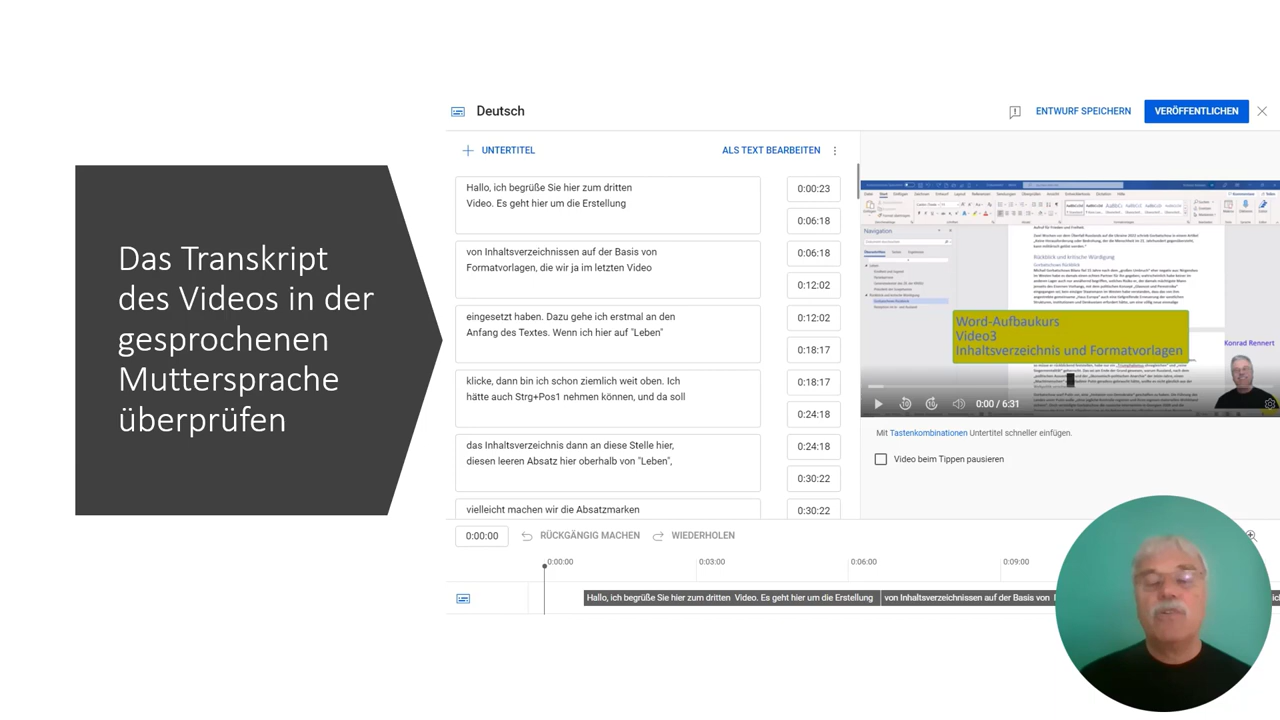 Das Transkript
des Videos in der
gesprochenen
Muttersprache
überprüfen
Deutsch
ENTWURF SPEICHERN
VERÖFFENTLICHEN
UNTERTITEL
ALS TEXT BEARBEITEN
Hallo, ich begrüße Sie hier zum dritten
Video. Es geht hier um die Erstellung
0:00:23
0:06:18
von Inhaltsverzeichnissen auf der Basis von
Formatvorlagen, die wir ja im letzten Video
0:06:18
0:12:02
eingesetzt haben. Dazu gehe ich erstmal an den
Anfang des Textes. Wenn ich hier auf "Leben"
0:12:02
0:18:17
klicke, dann bin ich schon ziemlich weit oben. Ich
hätte auch Strg+Pos1 nehmen können, und da soll
0:18:17
0:24:18
das Inhaltsverzeichnis dann an diese Stelle hier,
diesen leeren Absatz hier oberhalb von "Leben",
0:24:18
0:30:22
vielleicht machen wir die Absatzmarken
0:30:22
Navigation
Rückblick und kritische Würdigung
Word-Aufbaukurs
Video3
Inhaltsverzeichnis und Formatvorlagen
Konrad Rennert
0:00 / 6:31
Mit Tastenkombinationen Untertitel schneller einfügen.
Video beim Tippen pausieren
0:00:00
RÜCKGÄNGIG MACHEN
WIEDERHOLEN
0:00:00
0:03:00
0:06:00
0:09:00
Hallo, ich begrüße Sie hier zum dritten Video. Es geht hier um die Erstellung
von Inhaltsverzeichnissen auf der Basis von